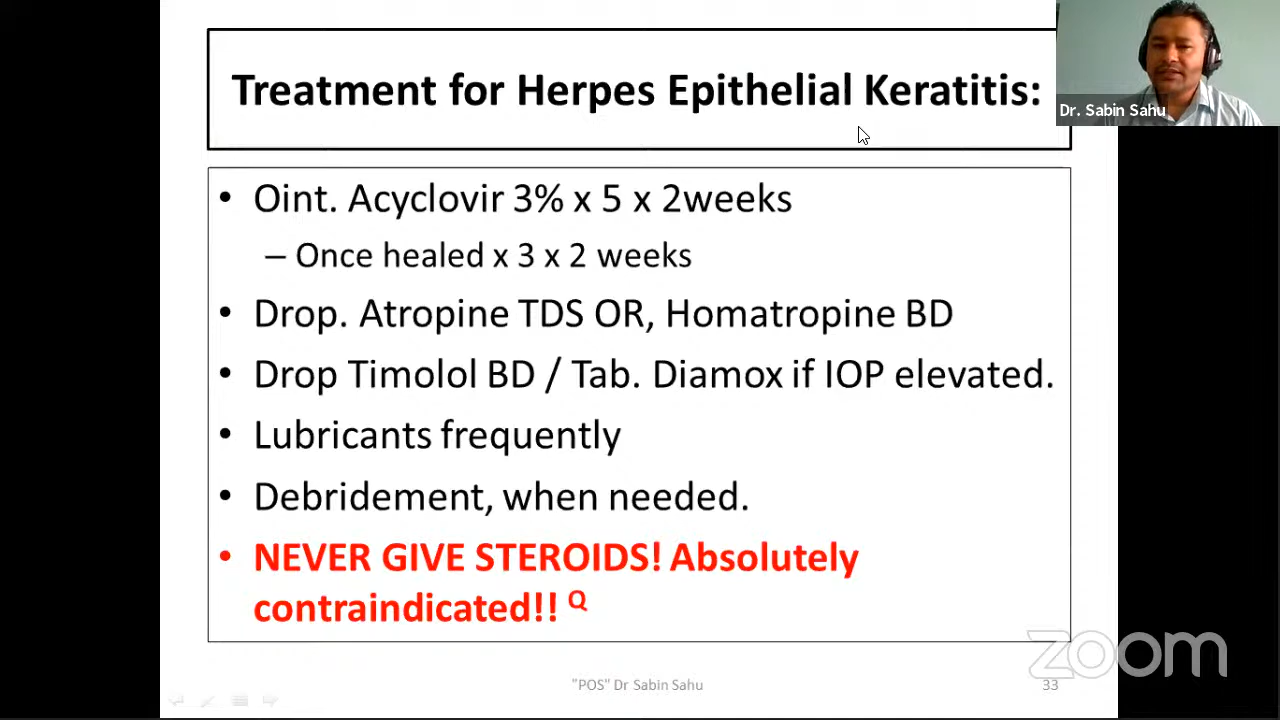 Treatment for Herpes Epithelial Keratitis:
Dr. Sabin Sahu
• Oint. Acyclovir 3% x 5 x 2weeks
– Once healed x 3 x 2 weeks
• Drop. Atropine TDS OR, Homatropine BD
• Drop Timolol BD / Tab. Diamox if IOP elevated.
• Lubricants frequently
• Debridement, when needed.
• NEVER GIVE STEROIDS! Absolutely
contraindicated!! Q
zoom
"POS" Dr Sabin Sahu
33